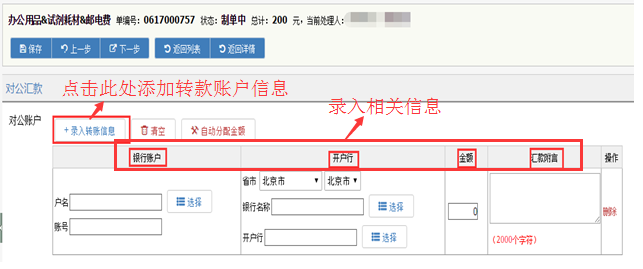 办公用品&试剂耗材&邮电费 单编号: 0617000757 状态: 制单中 总计: 200 元, 当前处理人:
保存 上一步 下一步 返回列表 返回详情
点击此处添加转款账户信息
对公汇款
录入相关信息
对公账户
+ 录入转账信息 清空 自动分配金额
银行账户 开户行 金额 汇款附言 操作
省市 北京市 北京市
户名 选择
银行名称 选择
0
删除
账号
开户行 选择
(2000个字符)